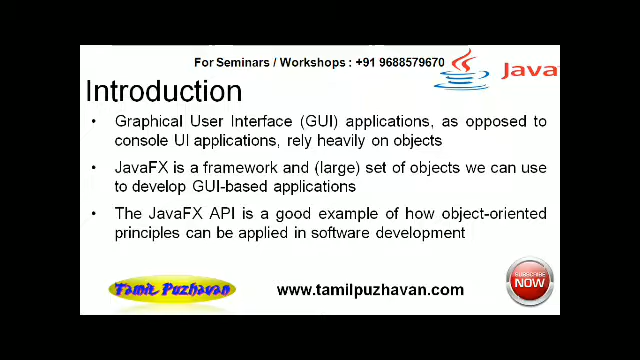 For Seminars / Workshops : +91 9688579670
Java
Introduction
• Graphical User Interface (GUI) applications, as opposed to
console UI applications, rely heavily on objects
• JavaFX is a framework and (large) set of objects we can use
to develop GUI-based applications
• The JavaFX API is a good example of how object-oriented
principles can be applied in software development
Tamil Puzhavan
www.tamilpuzhavan.com
SUBSCRIBE
NOW